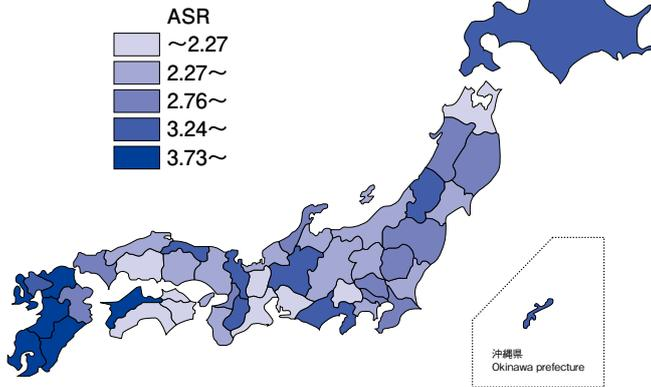 ASR
～2.27
2.27～
2.76～
3.24～
3.73～
沖縄県
Okinawa prefecture